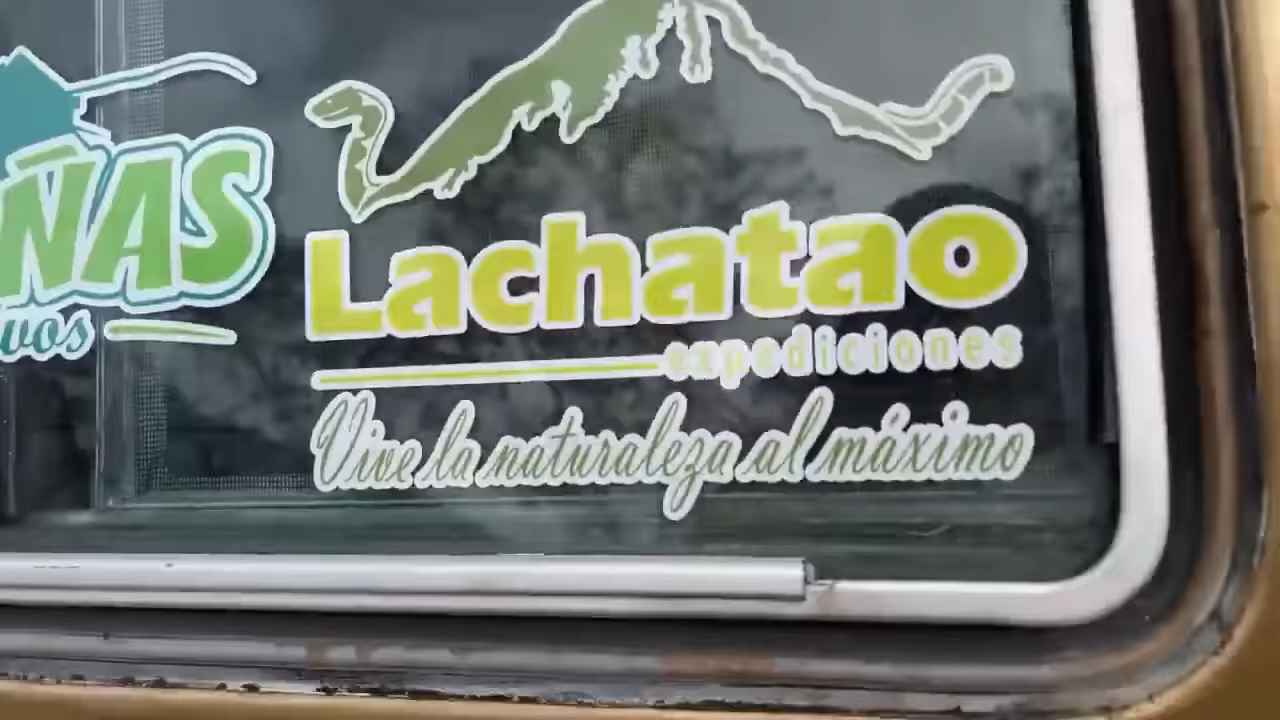 ÑAS
vos
Lachatao
expediciones
Vive la naturaleza al máximo